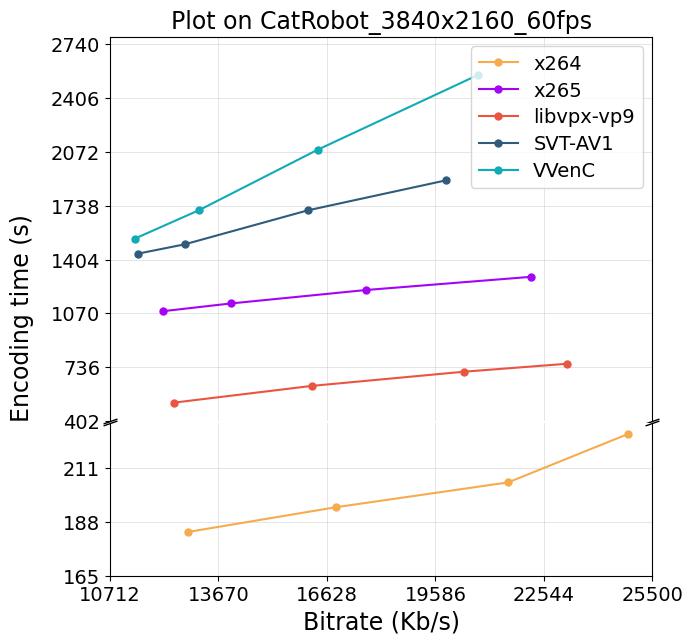 Plot on CatRobot_3840x2160_60fps
x264
x265
libvpx-vp9
SVT-AV1
VVenC
2740
2406
2072
1738
1404
1070
736
402
211
188
165
Encoding time (s)
10712 13670 16628 19586 22544 25500
Bitrate (Kb/s)